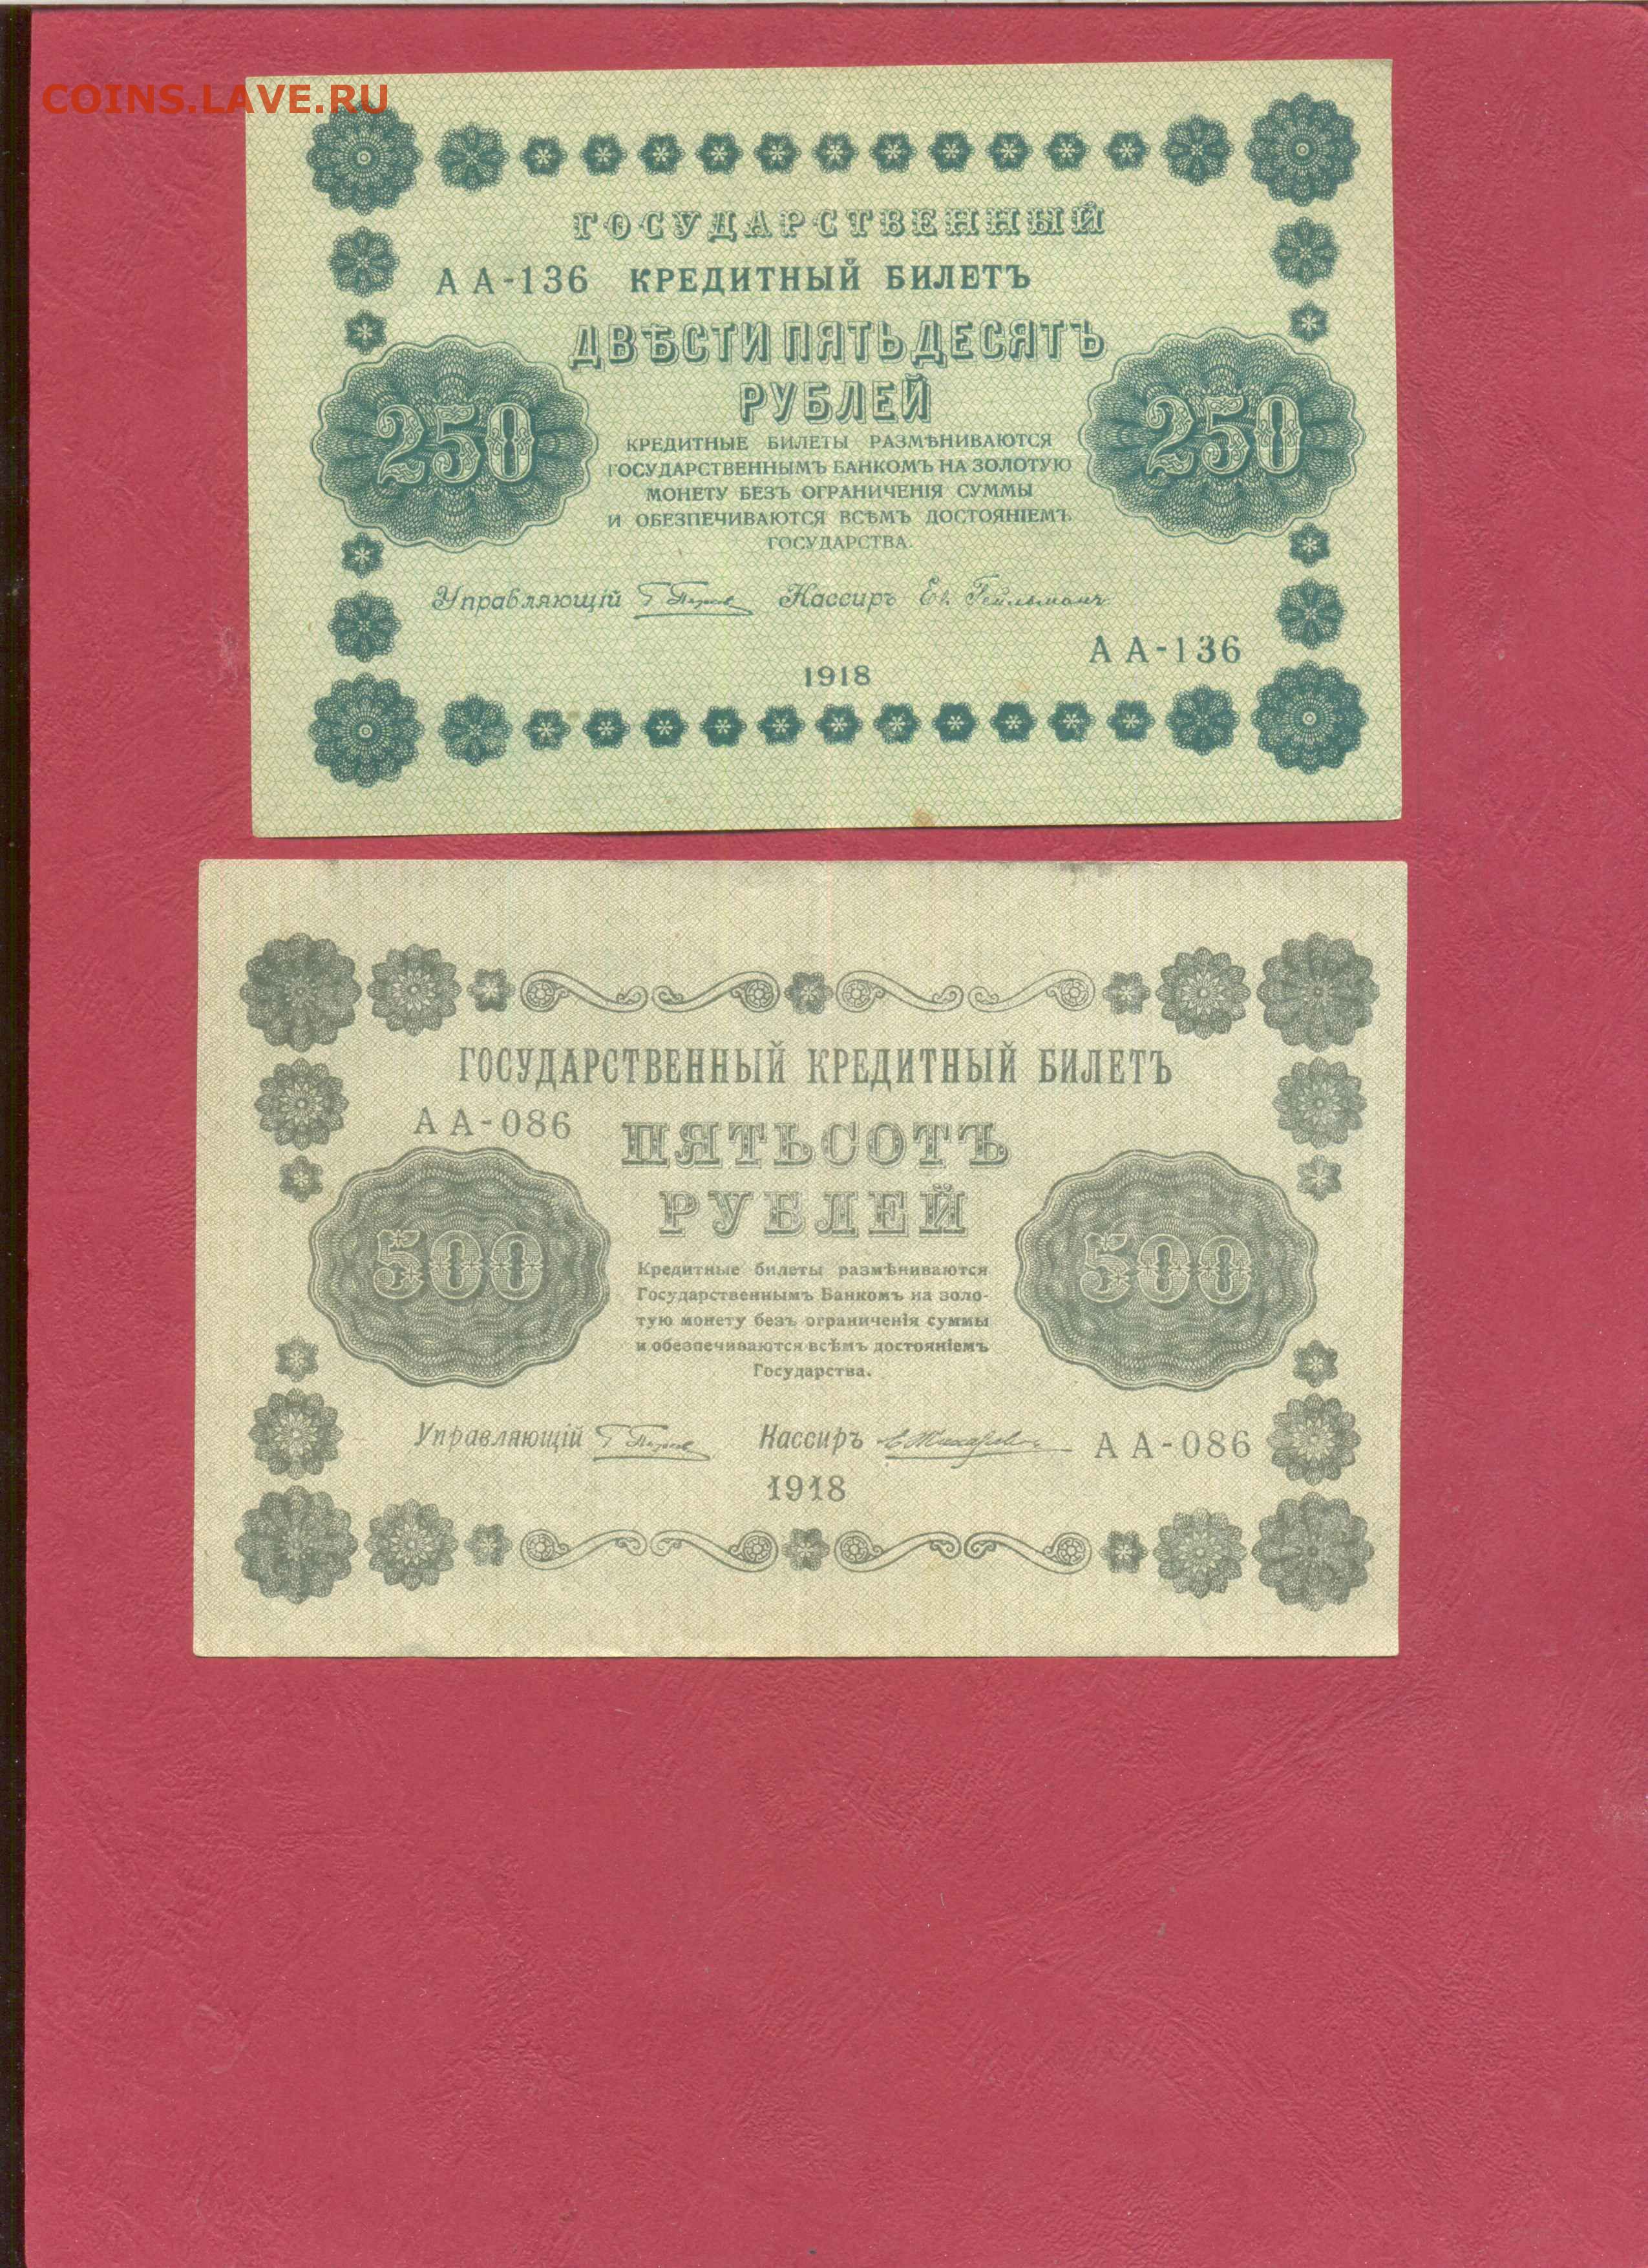 COINS.LAVE.RU
ГОСУДАРСТВЕННЫЙ
АА-136 КРЕДИТНЫЙ БИЛЕТЪ
ДВѢСТИ ПЯТЬДЕСЯТЪ
РУБЛЕЙ
250 250
КРЕДИТНЫЕ БИЛЕТЫ РАЗМѢНИВАЮТСЯ
ГОСУДАРСТВЕННЫМЪ БАНКОМЪ НА ЗОЛОТУЮ
МОНЕТУ БЕЗЪ ОГРАНИЧЕНІЯ СУММЫ
И ОБЕЗПЕЧИВАЮТСЯ ВСѢМЪ ДОСТОЯНІЕМЪ
ГОСУДАРСТВА.
Управляющій Кассиръ Ев. Гейльманъ
АА-136
1918
ГОСУДАРСТВЕННЫЙ КРЕДИТНЫЙ БИЛЕТЪ
АА-086 ПЯТЬСОТЪ
РУБЛЕЙ
500 500
Кредитные билеты размѣниваются
Государственнымъ Банкомъ на золо-
тую монету безъ ограниченія суммы
и обезпечиваются всѣмъ достояніемъ
Государства.
Управляющій Кассиръ АА-086
1918